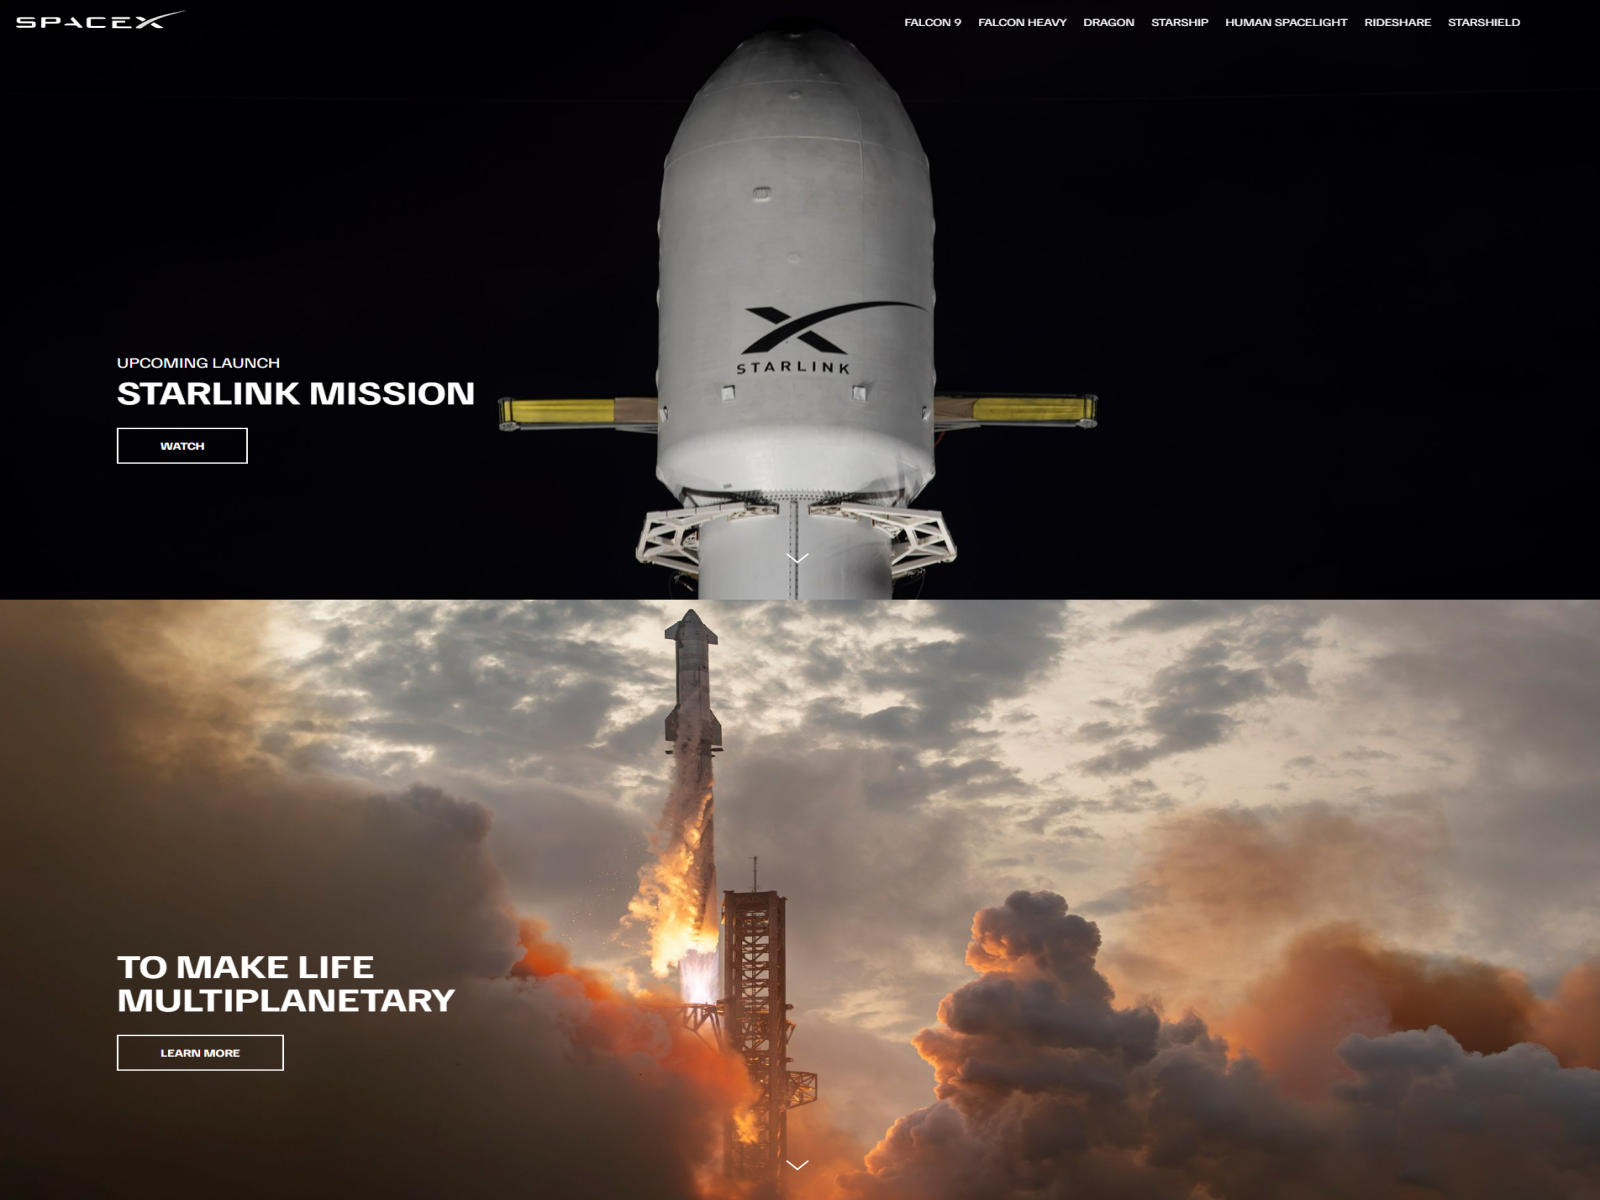 SPACEX
FALCON 9 FALCON HEAVY DRAGON STARSHIP HUMAN SPACELIGHT RIDESHARE STARSHIELD
STARLINK
UPCOMING LAUNCH
STARLINK MISSION
WATCH
TO MAKE LIFE
MULTIPLANETARY
LEARN MORE